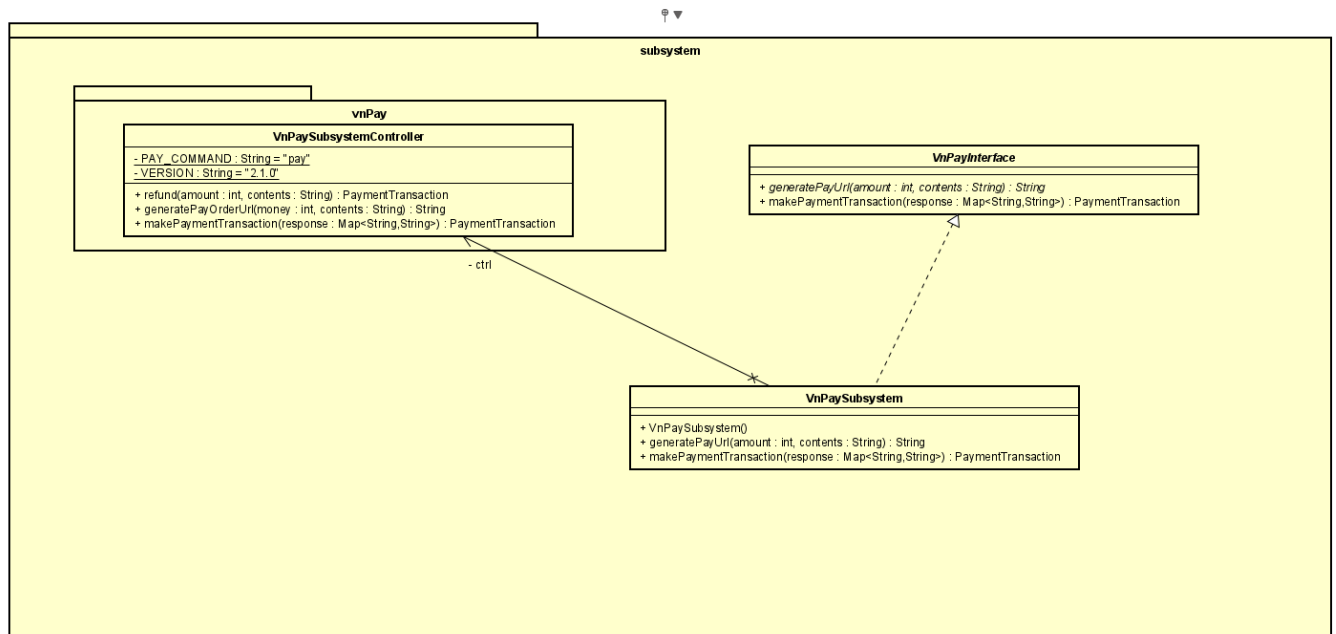 subsystem
vnPay
VnPaySubsystemController
- PAY_COMMAND : String = "pay"
- VERSION : String = "2.1.0"
+ refund(amount : int, contents : String) : PaymentTransaction
+ generatePayOrderUrl(money : int, contents : String) : String
+ makePaymentTransaction(response : Map<String,String>) : PaymentTransaction
VnPayInterface
+ generatePayUrl(amount : int, contents : String) : String
+ makePaymentTransaction(response : Map<String,String>) : PaymentTransaction
- ctrl
VnPaySubsystem
+ VnPaySubsystem()
+ generatePayUrl(amount : int, contents : String) : String
+ makePaymentTransaction(response : Map<String,String>) : PaymentTransaction